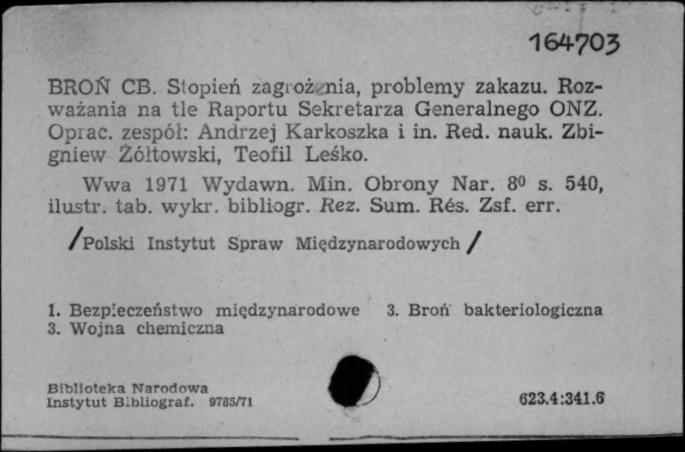 164703
BROŃ CB. Stopień zagrożenia, problemy zakazu. Roz-
ważania na tle Raportu Sekretarza Generalnego ONZ.
Oprac. zespół: Andrzej Karkoszka i in. Red. nauk. Zbi-
gniew Żółtowski, Teofil Leśko.
Wwa 1971 Wydawn. Min. Obrony Nar. 8⁰ s. 540,
ilustr. tab. wykr. bibliogr. Rez. Sum. Rés. Zsf. err.
/Polski Instytut Spraw Międzynarodowych/
1. Bezpieczeństwo międzynarodowe 3. Broń bakteriologiczna
3. Wojna chemiczna
Biblioteka Narodowa
Instytut Bibliograf. 9785/71
623.4:341.6